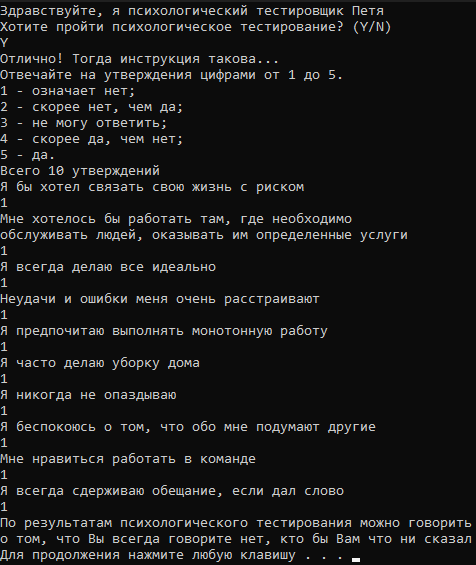 Здравствуйте, я психологический тестировщик Петя
Хотите пройти психологическое тестирование? (Y/N)
Y
Отлично! Тогда инструкция такова...
Отвечайте на утверждения цифрами от 1 до 5.
1 - означает нет;
2 - скорее нет, чем да;
3 - не могу ответить;
4 - скорее да, чем нет;
5 - да.
Всего 10 утверждений
Я бы хотел связать свою жизнь с риском
1
Мне хотелось бы работать там, где необходимо
обслуживать людей, оказывать им определенные услуги
1
Я всегда делаю все идеально
1
Неудачи и ошибки меня очень расстраивают
1
Я предпочитаю выполнять монотонную работу
1
Я часто делаю уборку дома
1
Я никогда не опаздываю
1
Я беспокоюсь о том, что обо мне подумают другие
1
Мне нравиться работать в команде
1
Я всегда сдерживаю обещание, если дал слово
1
По результатам психологического тестирования можно говорить
о том, что Вы всегда говорите нет, кто бы Вам что ни сказал
Для продолжения нажмите любую клавишу . . .